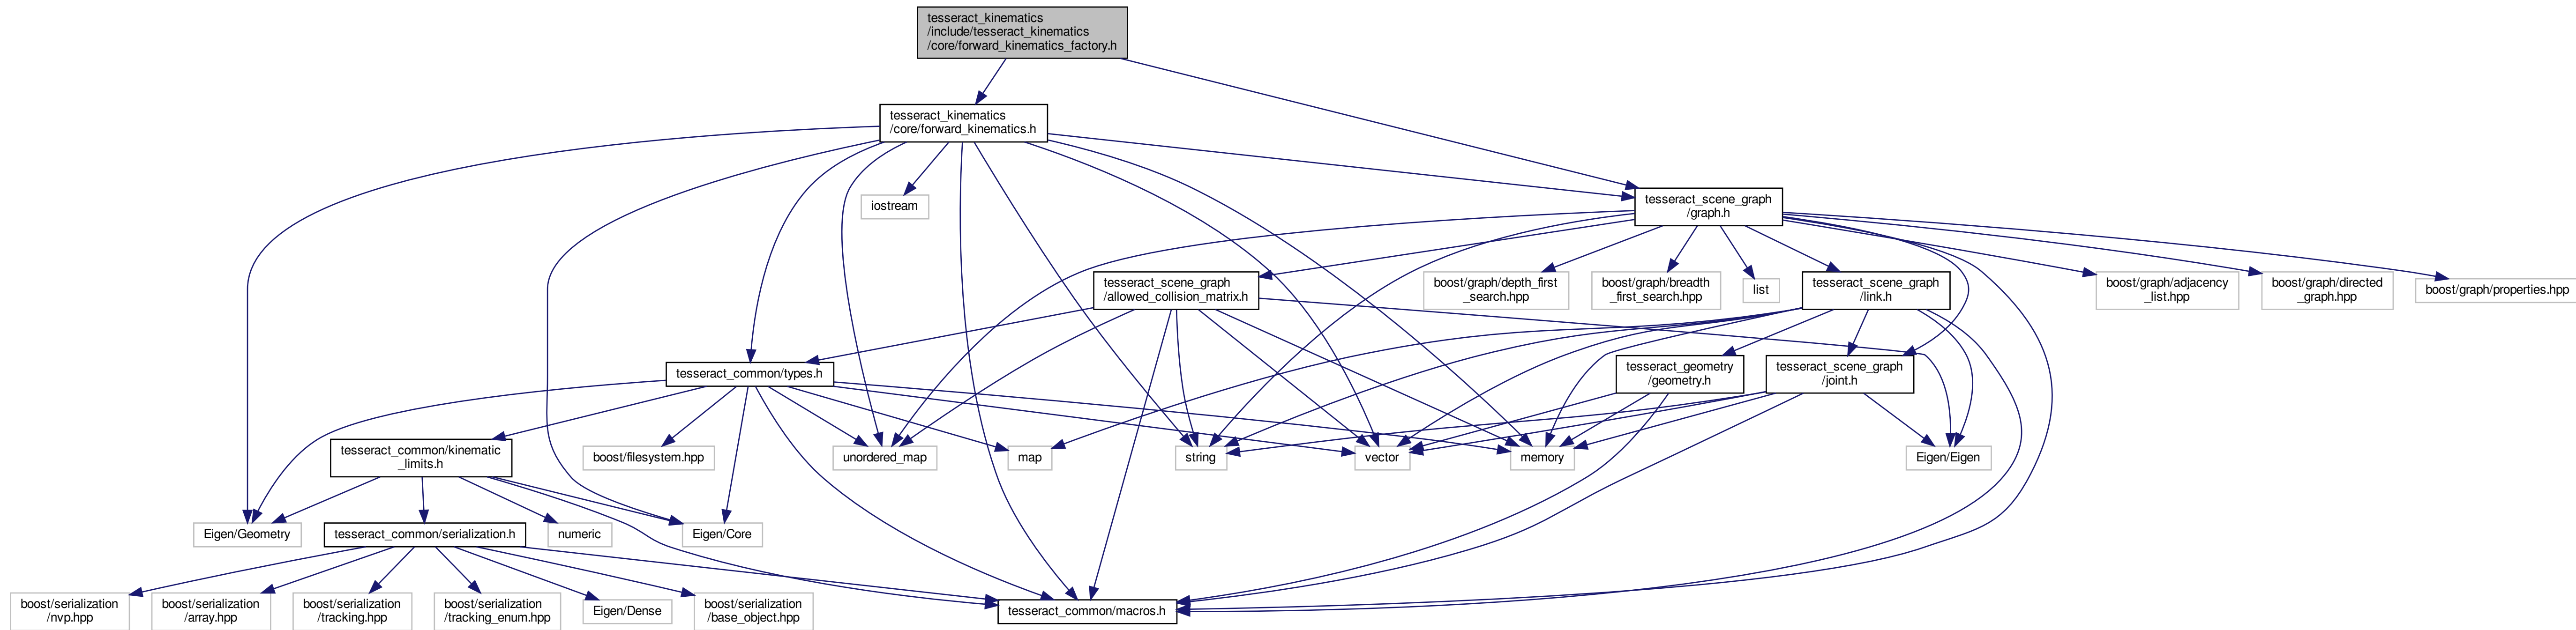 tesseract_kinematics
/include/tesseract_kinematics
/core/forward_kinematics_factory.h
tesseract_kinematics
/core/forward_kinematics.h
iostream
tesseract_scene_graph
/graph.h
tesseract_scene_graph
/allowed_collision_matrix.h
boost/graph/depth_first
_search.hpp
boost/graph/breadth
_first_search.hpp
list
tesseract_scene_graph
/link.h
boost/graph/adjacency
_list.hpp
boost/graph/directed
_graph.hpp
boost/graph/properties.hpp
tesseract_common/types.h
tesseract_geometry
/geometry.h
tesseract_scene_graph
/joint.h
tesseract_common/kinematic
_limits.h
boost/filesystem.hpp
unordered_map
map
string
vector
memory
Eigen/Eigen
Eigen/Geometry
tesseract_common/serialization.h
numeric
Eigen/Core
boost/serialization
/nvp.hpp
boost/serialization
/array.hpp
boost/serialization
/tracking.hpp
boost/serialization
/tracking_enum.hpp
Eigen/Dense
boost/serialization
/base_object.hpp
tesseract_common/macros.h